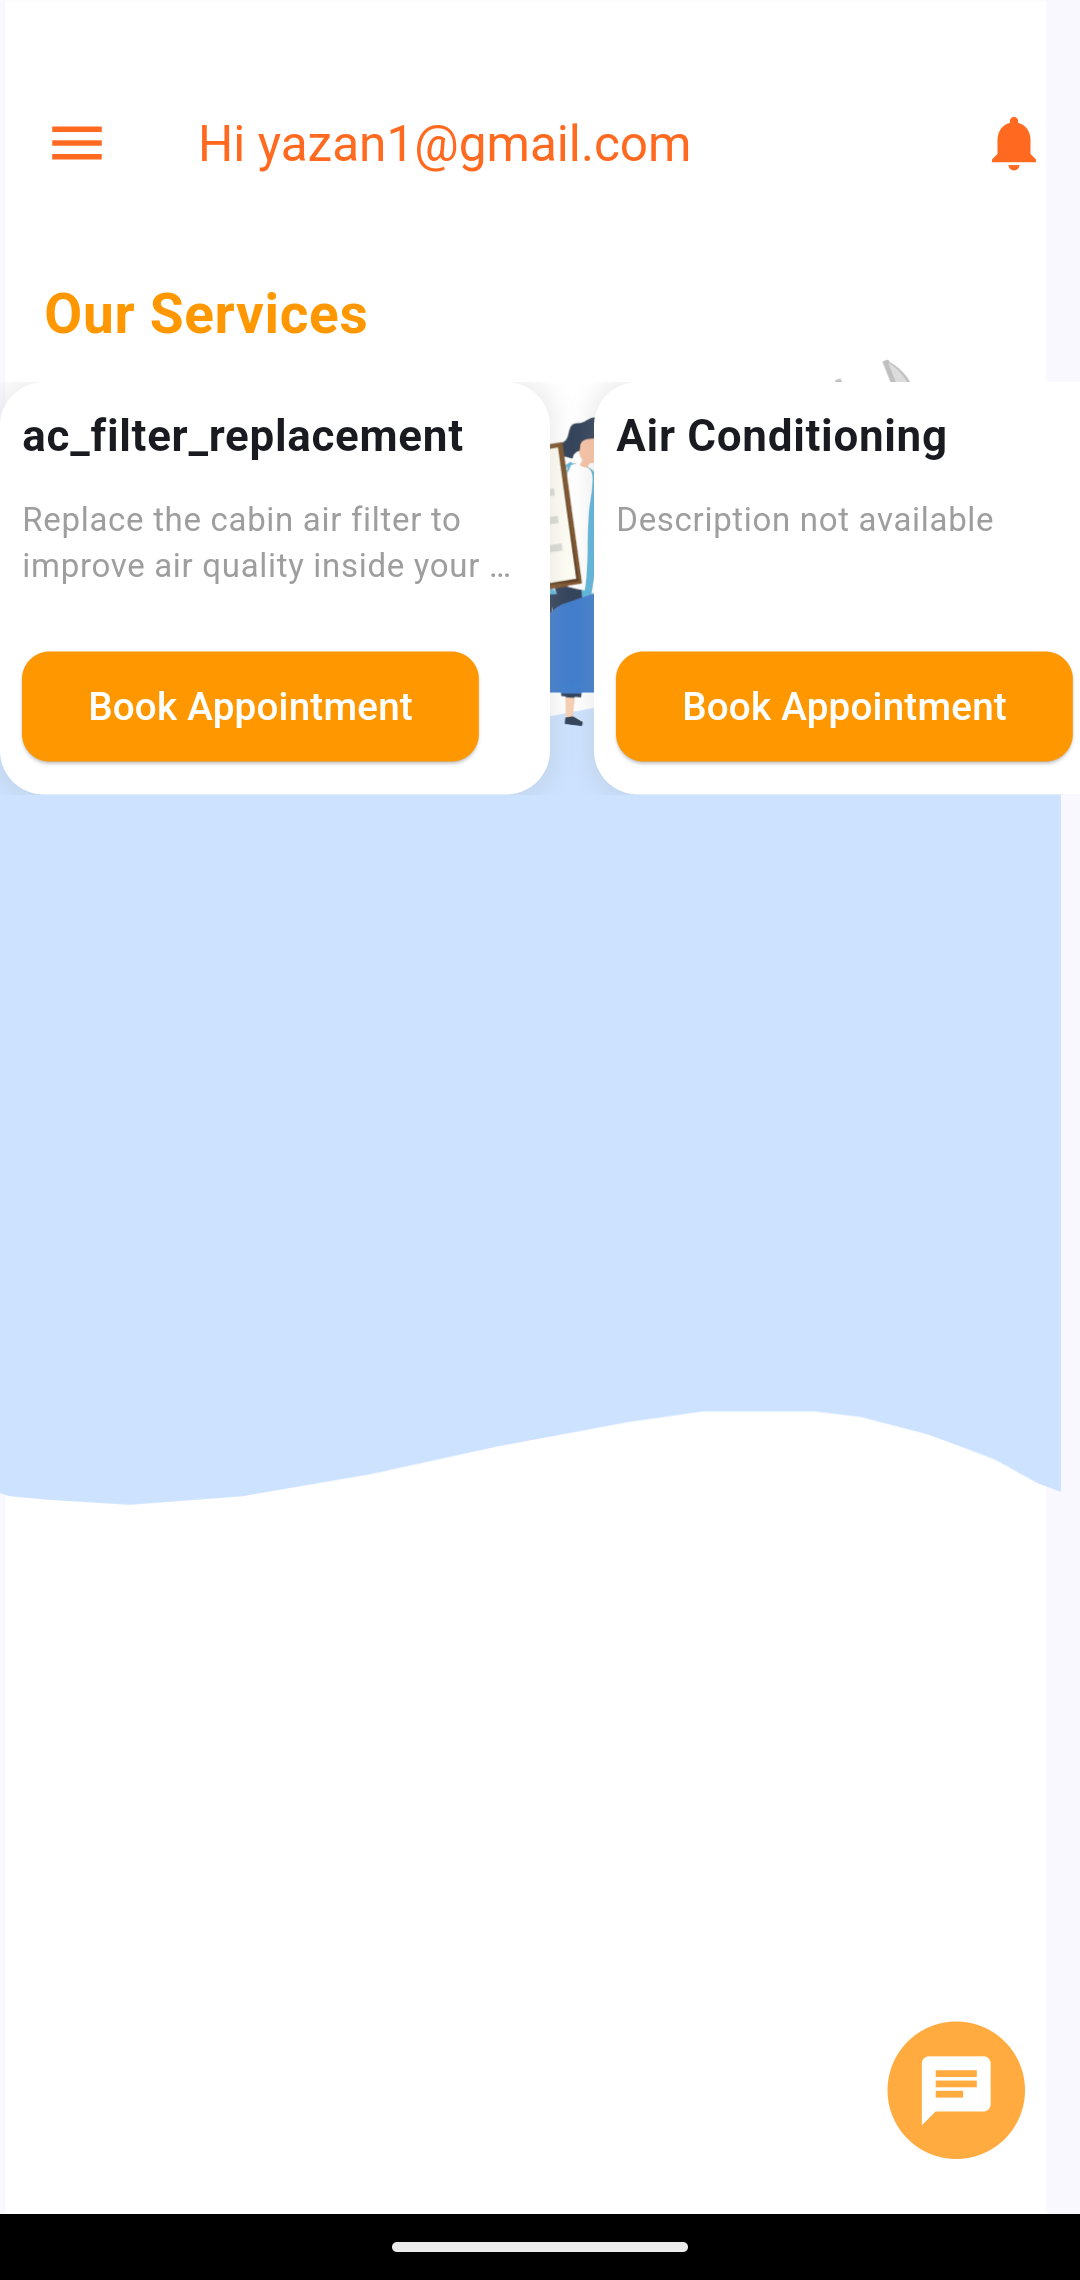 Hi yazan1@gmail.com
Our Services
ac_filter_replacement
Replace the cabin air filter to
improve air quality inside your ...
Book Appointment
Air Conditioning
Description not available
Book Appointment